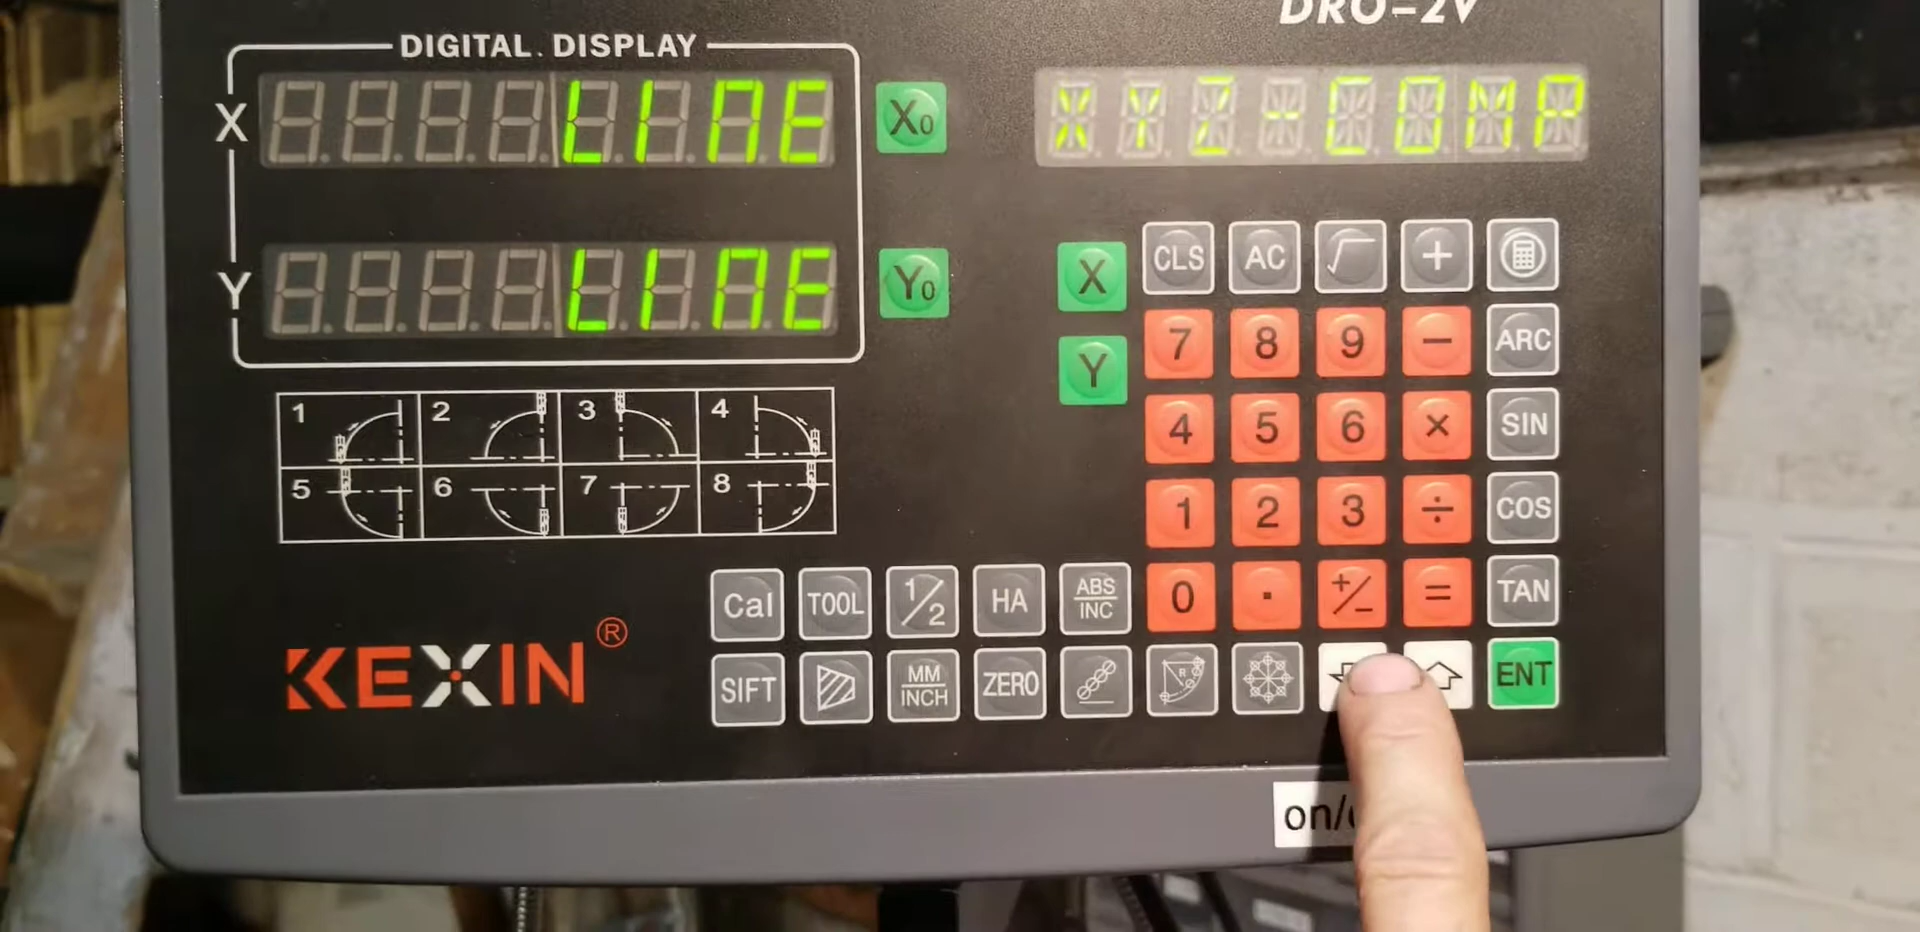 DRO-2V
DIGITAL DISPLAY
X LINE X0 XYZ-COMP
Y LINE Y0
X CLS AC √ +
Y 7 8 9 − ARC
4 5 6 × SIN
1 2 3 4
5 6 7 8
1 2 3 ÷ COS
Cal TOOL 1/2 HA ABS/INC 0 . +/− = TAN
KEXIN®
SIFT MM/INCH ZERO R ENT